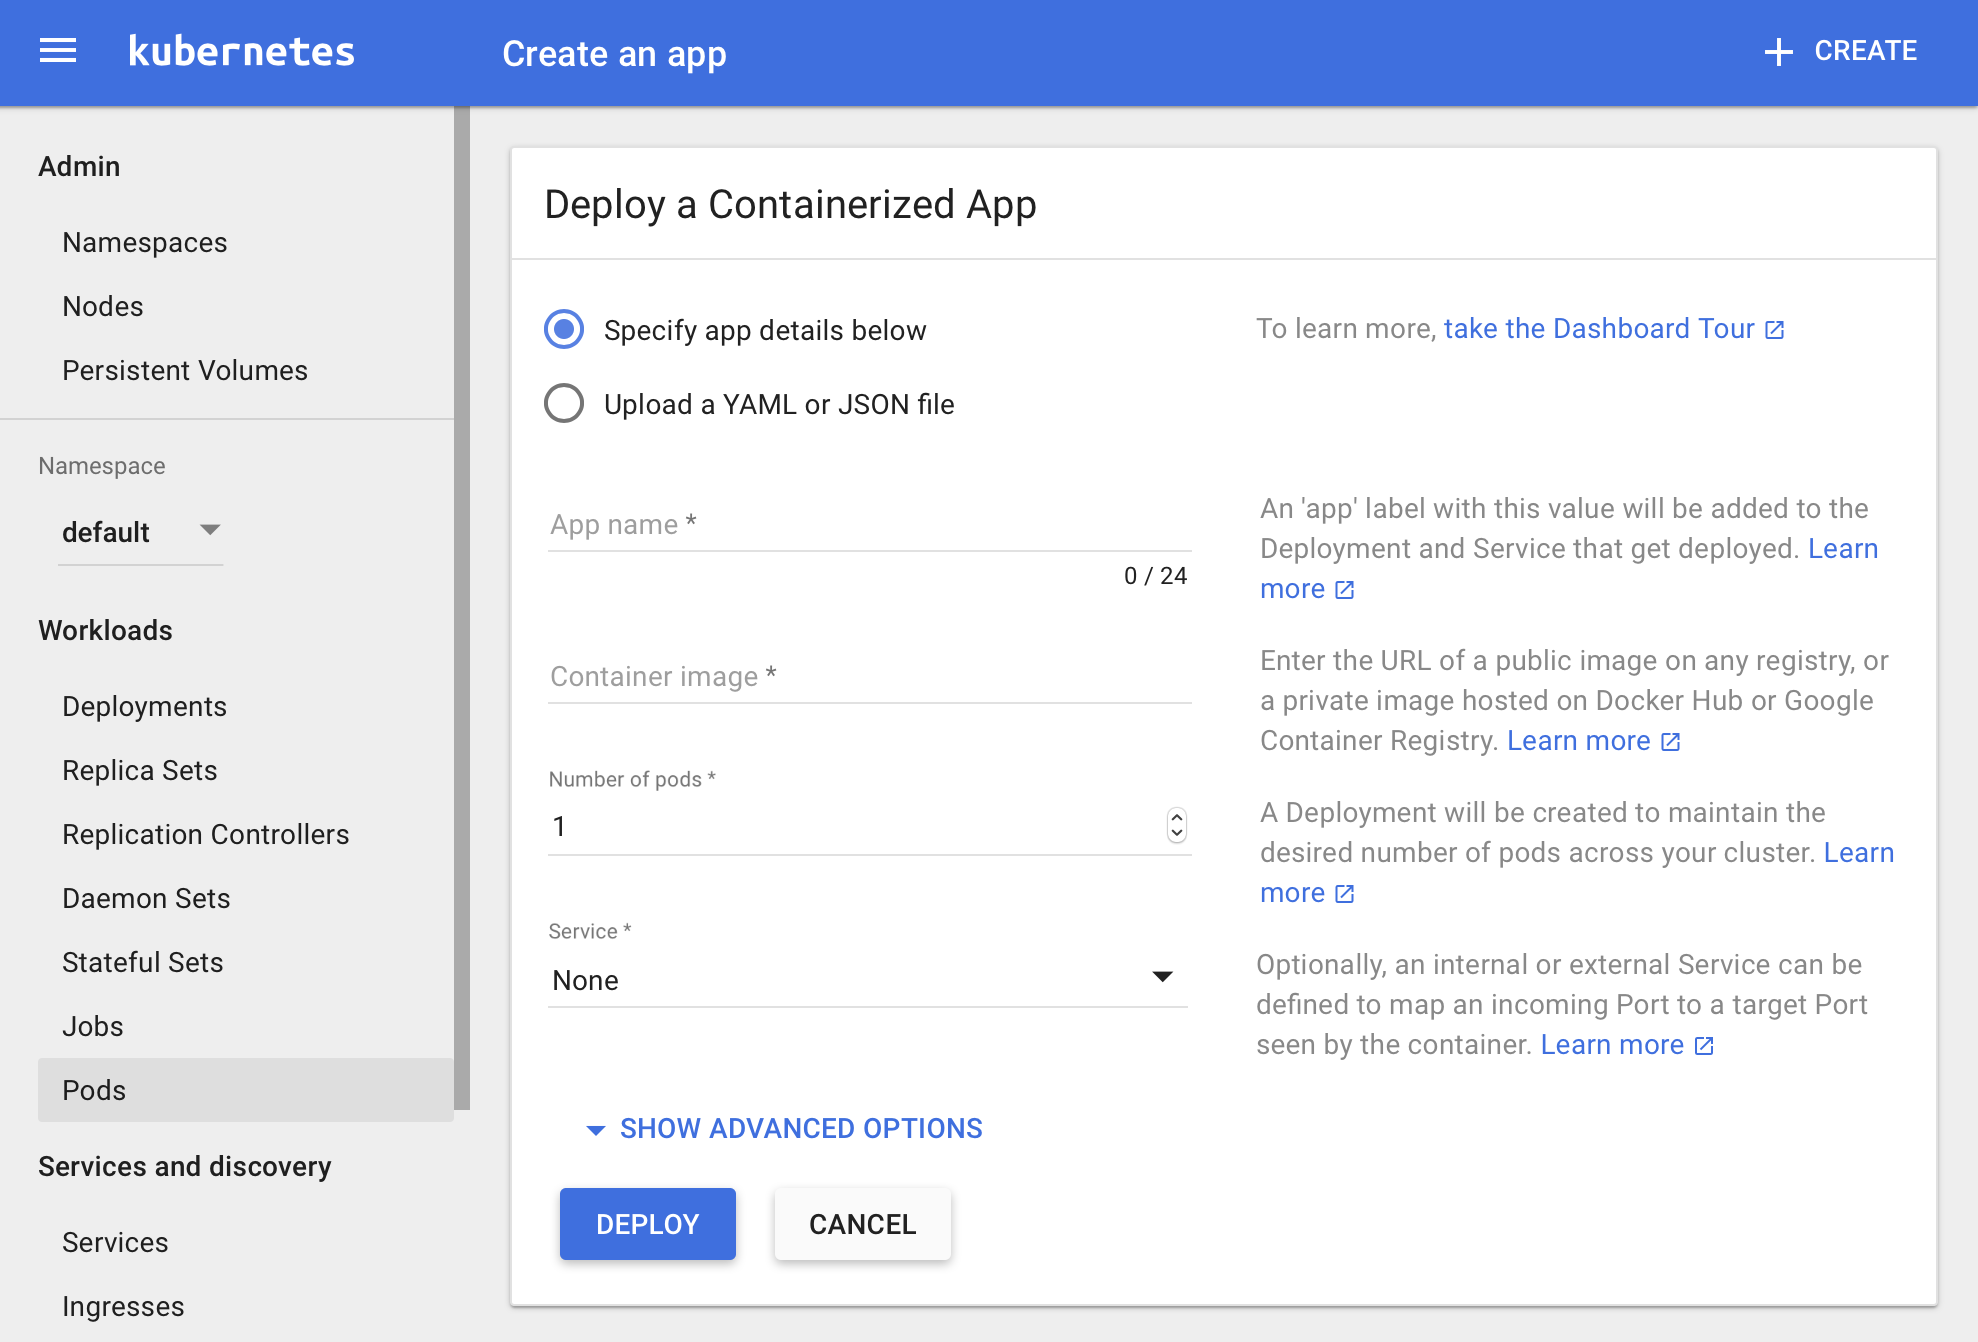 kubernetes
Create an app
CREATE
Admin
Namespaces
Nodes
Persistent Volumes
Namespace
default
Workloads
Deployments
Replica Sets
Replication Controllers
Daemon Sets
Stateful Sets
Jobs
Pods
Services and discovery
Services
Ingresses
Deploy a Containerized App
Specify app details below
To learn more, take the Dashboard Tour
Upload a YAML or JSON file
App name *
0 / 24
An 'app' label with this value will be added to the
Deployment and Service that get deployed. Learn
more
Container image *
Enter the URL of a public image on any registry, or
a private image hosted on Docker Hub or Google
Container Registry. Learn more
Number of pods *
1
A Deployment will be created to maintain the
desired number of pods across your cluster. Learn
more
Service *
None
Optionally, an internal or external Service can be
defined to map an incoming Port to a target Port
seen by the container. Learn more
SHOW ADVANCED OPTIONS
DEPLOY
CANCEL